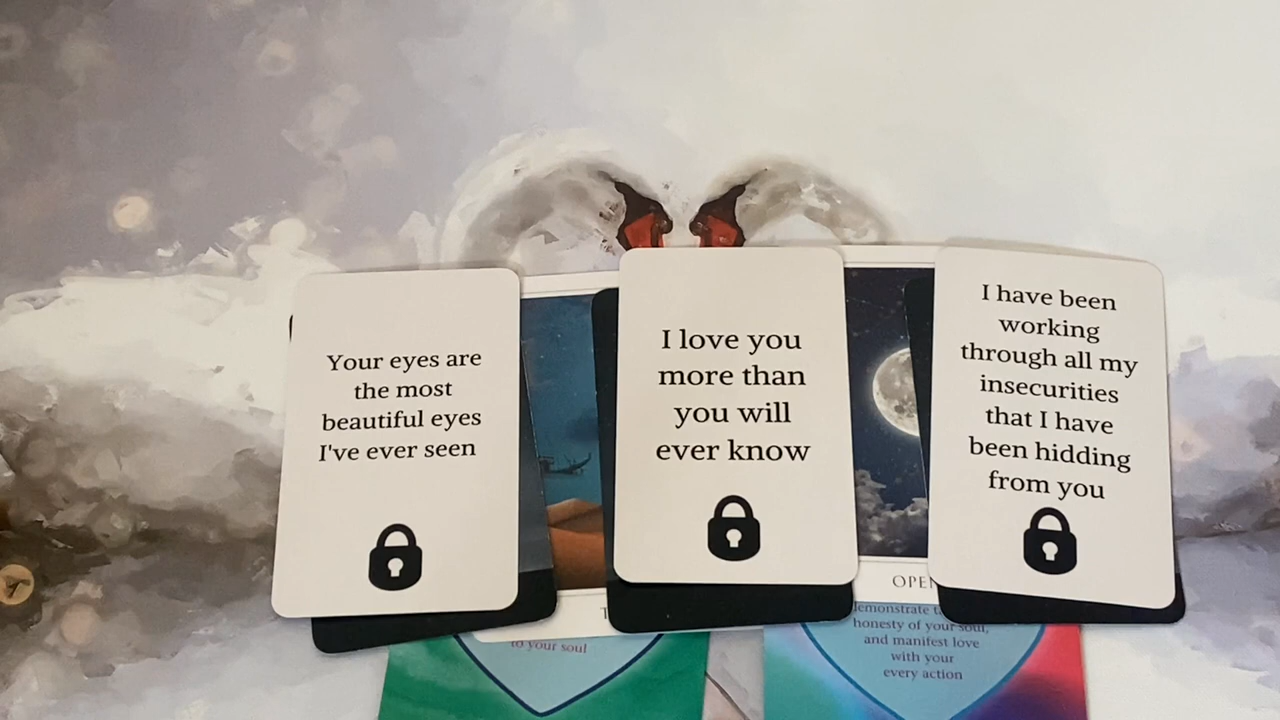 Your eyes are
the most
beautiful eyes
I've ever seen
I love you
more than
you will
ever know
I have been
working
through all my
insecurities
that I have
been hidding
from you
to your soul
honesty of your soul,
and manifest love
with your
every action